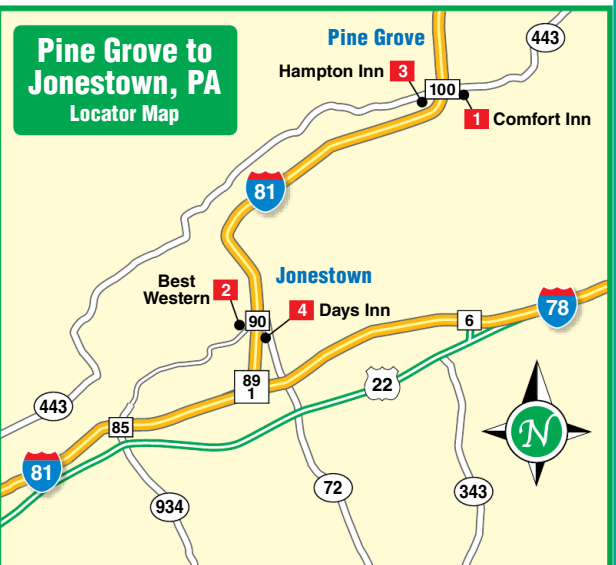 Pine Grove to
Jonestown, PA
Locator Map
Pine Grove
443
Hampton Inn 3
100
1 Comfort Inn
81
Jonestown
Best
Western 2
90
4 Days Inn
78
6
89
1
22
443
85
N
81
934
72
343